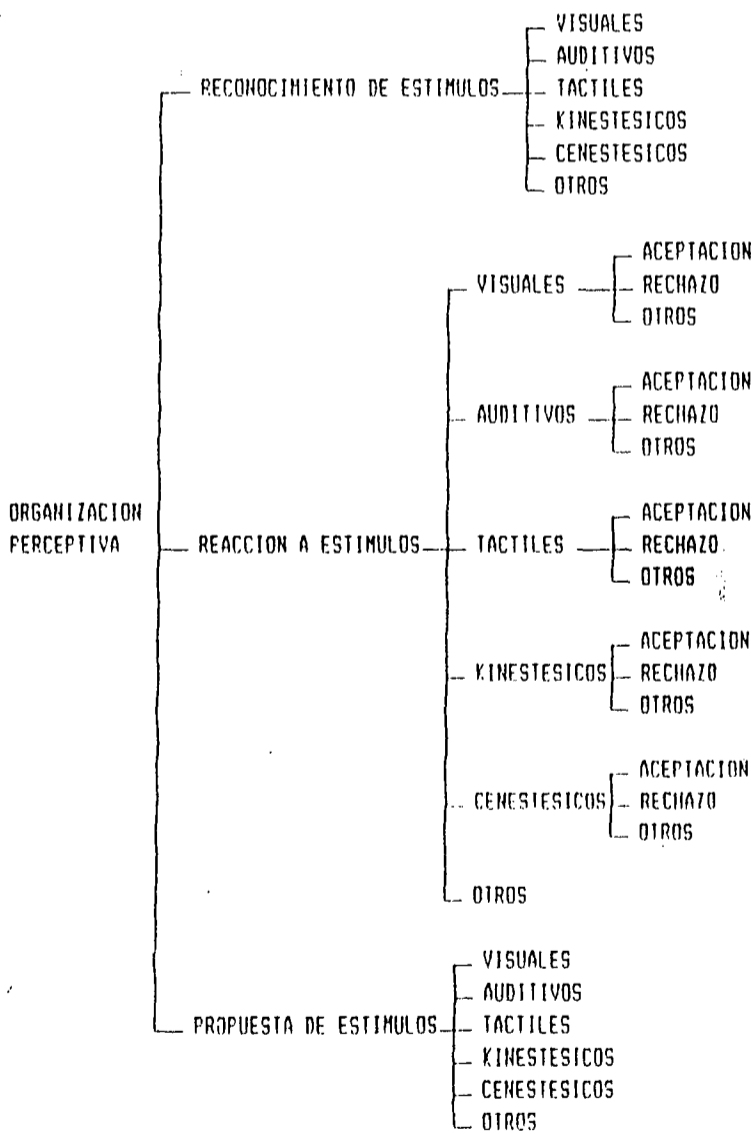 VISUALES
AUDITIVOS
RECONOCIMIENTO DE ESTIMULOS
TACTILES
KINESTESICOS
CENESTESICOS
OTROS
ACEPTACION
VISUALES
RECHAZO
OTROS
ACEPTACION
AUDITIVOS
RECHAZO
OTROS
ORGANIZACION
PERCEPTIVA
REACCION A ESTIMULOS
TACTILES
ACEPTACION
RECHAZO
OTROS
KINESTESICOS
ACEPTACION
RECHAZO
OTROS
CENESTESICOS
ACEPTACION
RECHAZO
OTROS
OTROS
PROPUESTA DE ESTIMULOS
VISUALES
AUDITIVOS
TACTILES
KINESTESICOS
CENESTESICOS
OTROS